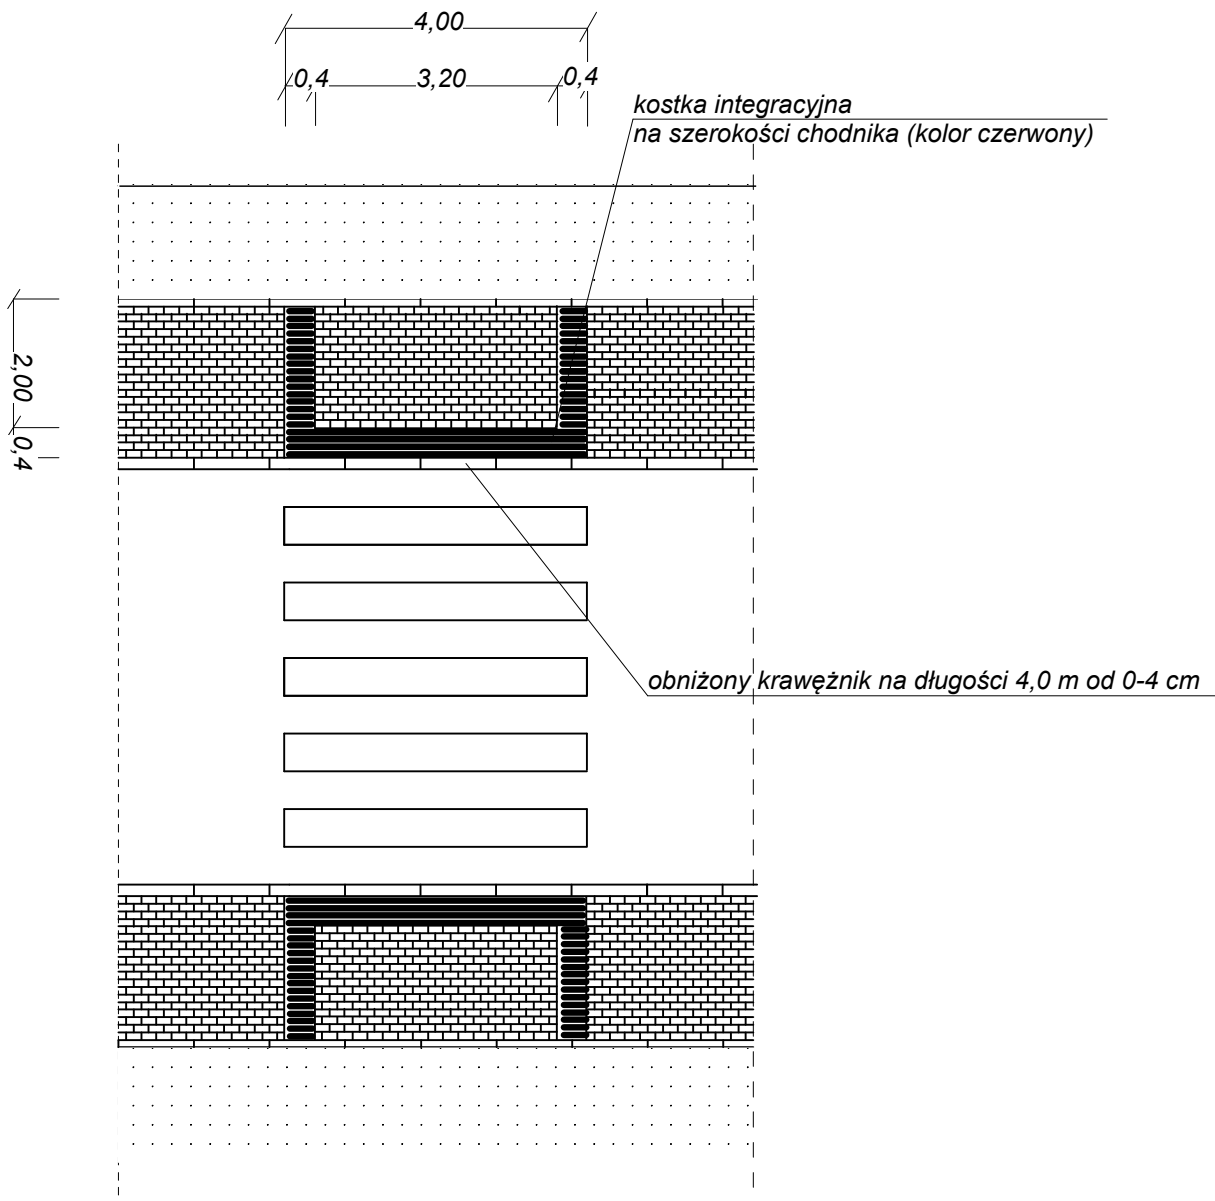 4,00
0,4
3,20
0,4
kostka integracyjna
na szerokości chodnika (kolor czerwony)
2,00
0,4
obniżony krawężnik na długości 4,0 m od 0-4 cm